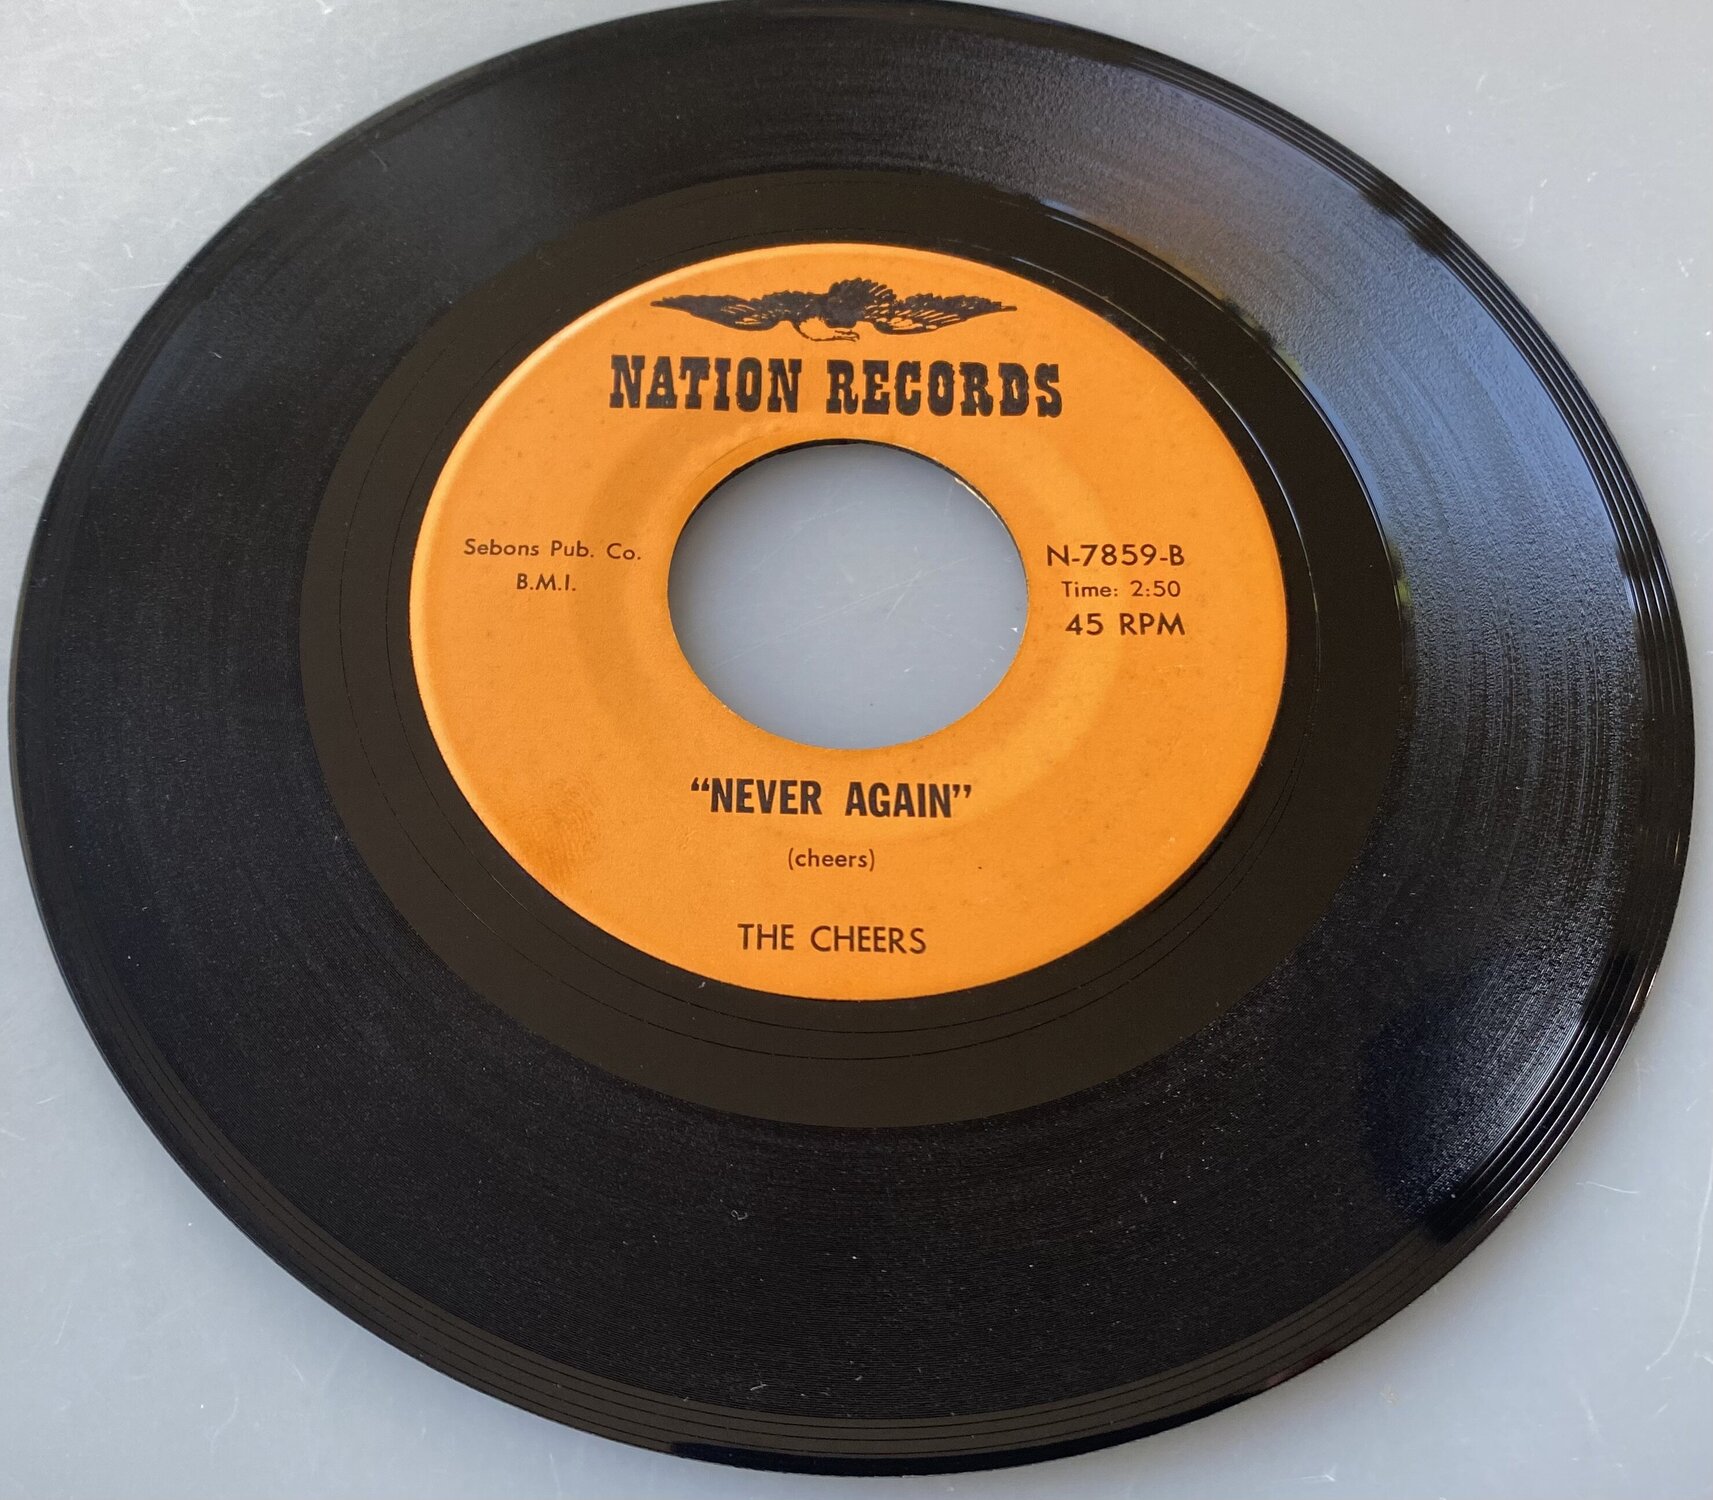 NATION RECORDS
Sebons Pub. Co.
B.M.I.
N-7859-B
Time: 2:50
45 RPM
“NEVER AGAIN”
(cheers)
THE CHEERS